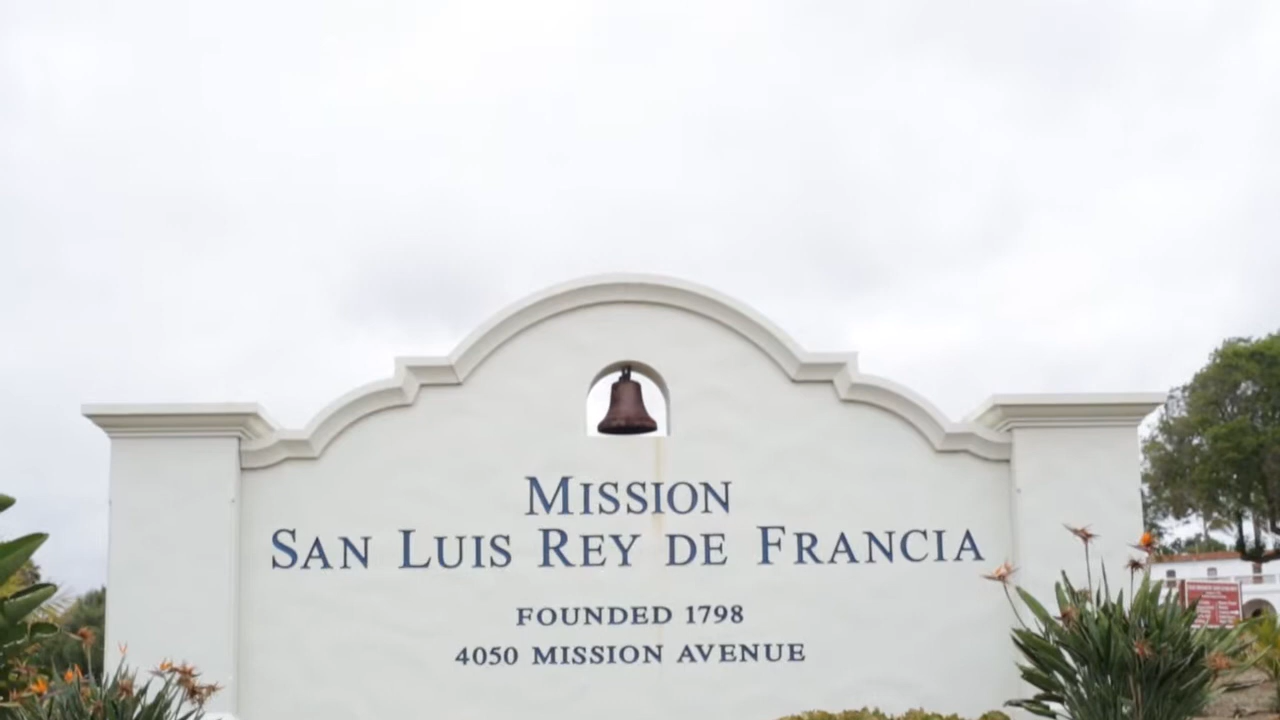 Mission
San Luis Rey de Francia
FOUNDED 1798
4050 MISSION AVENUE